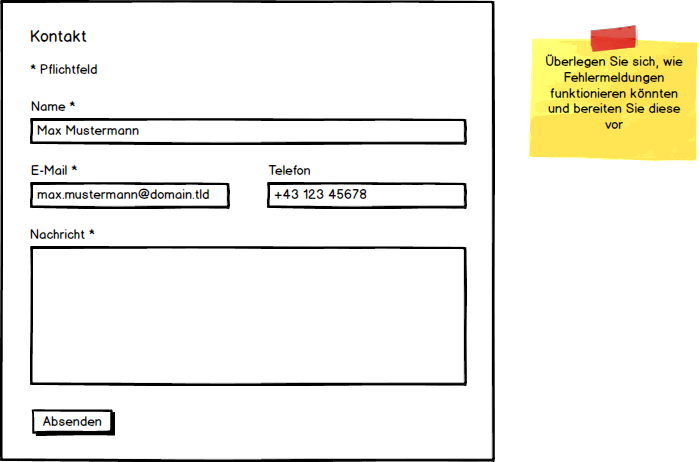 Kontakt
* Pflichtfeld
Name *
Max Mustermann
E-Mail *
Telefon
max.mustermann@domain.tld
+43 123 45678
Nachricht *
Absenden
Überlegen Sie sich, wie
Fehlermeldungen
funktionieren könnten
und bereiten Sie diese
vor